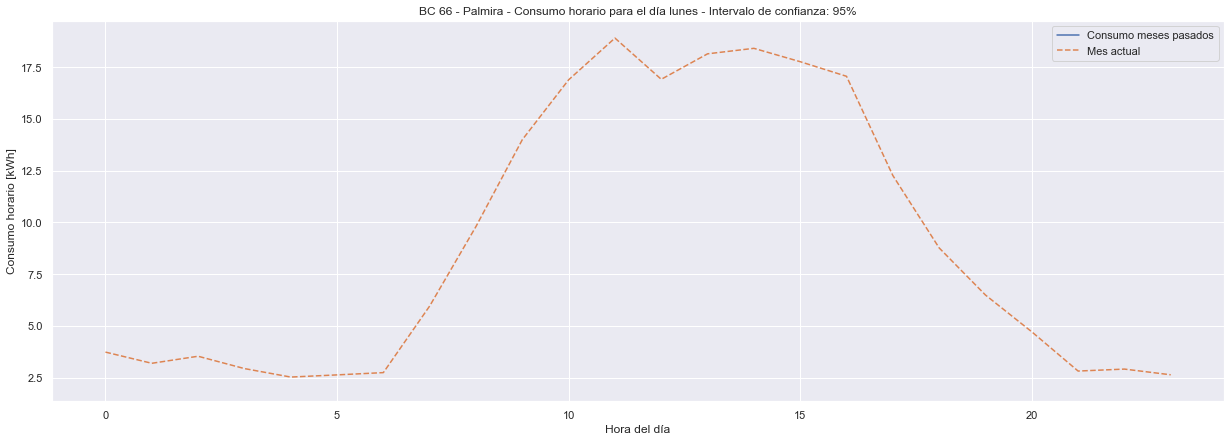 BC 66 - Palmira - Consumo horario para el día lunes - Intervalo de confianza: 95%
Consumo meses pasados
Mes actual
Consumo horario [kWh]
17.5
15.0
12.5
10.0
7.5
5.0
2.5
0
5
10
15
20
Hora del día